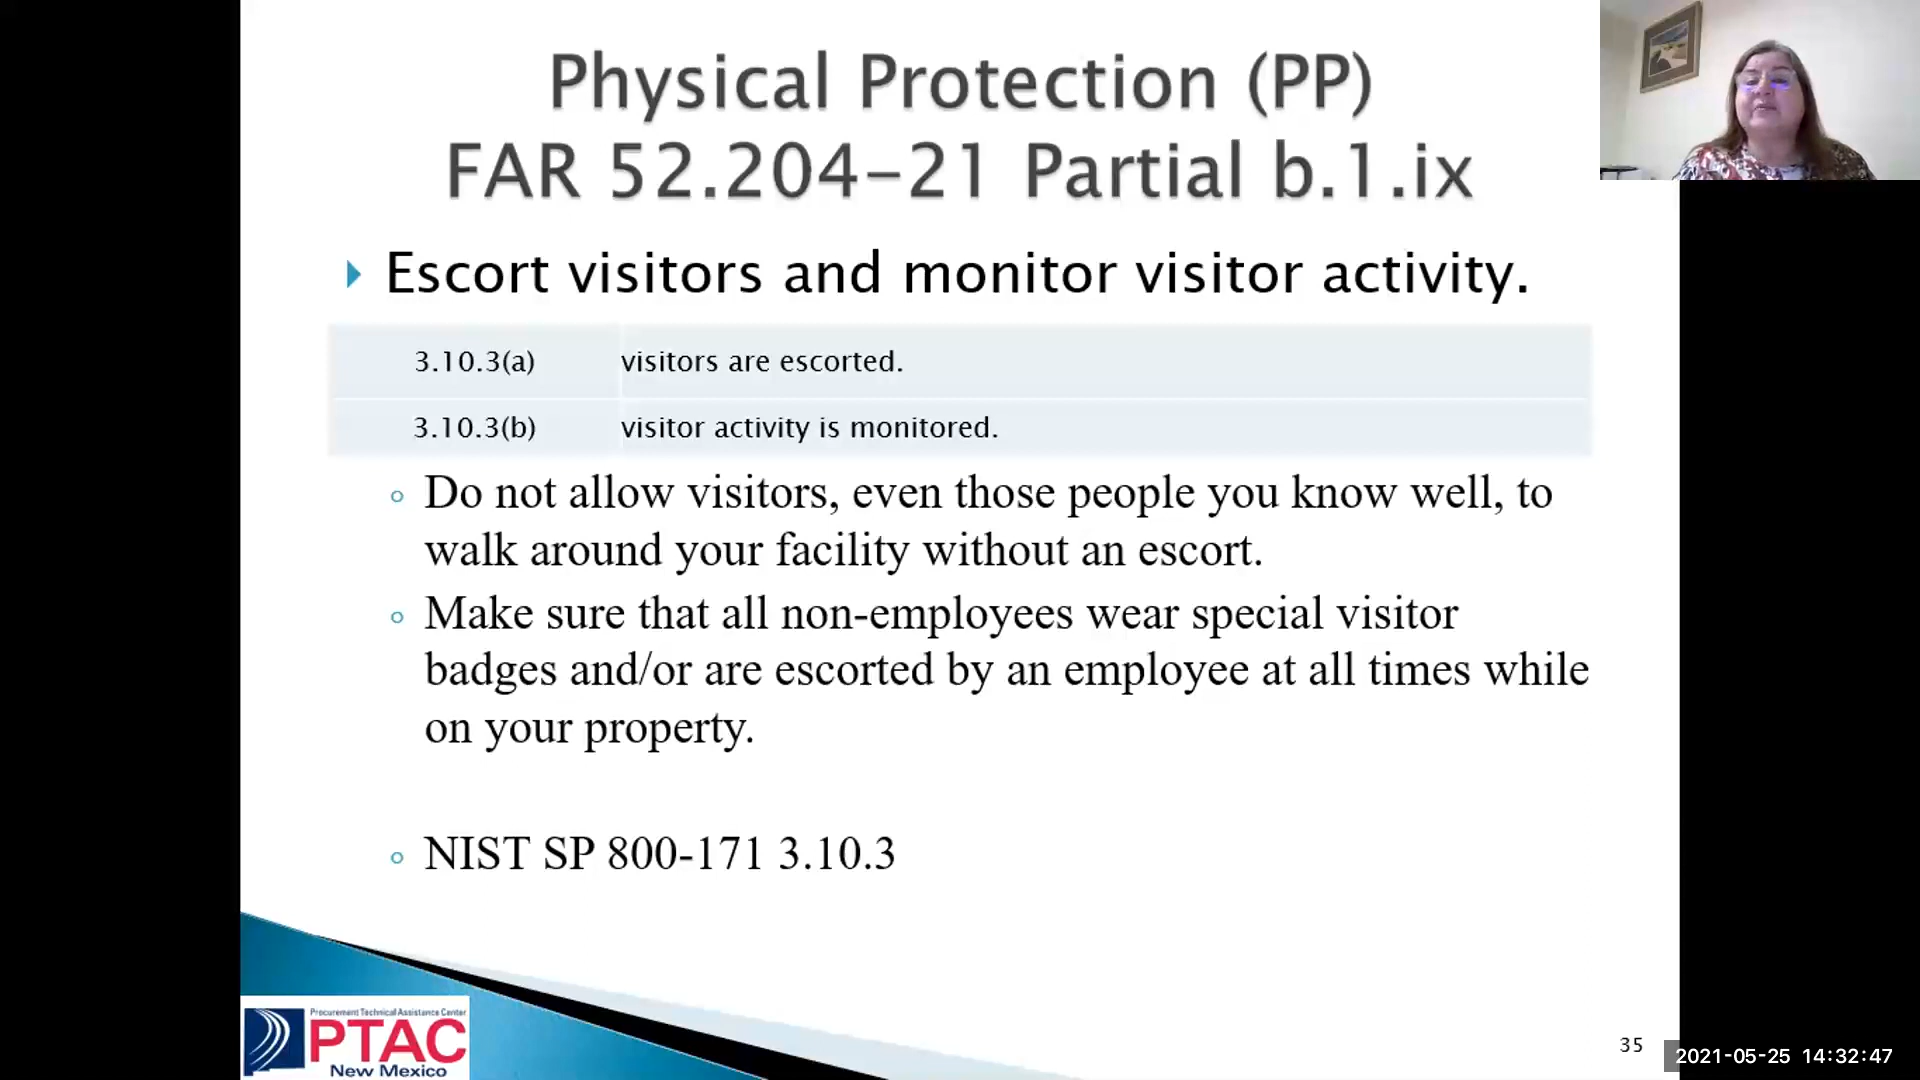 Physical Protection (PP)
FAR 52.204-21 Partial b.1.ix
Escort visitors and monitor visitor activity.
3.10.3(a) visitors are escorted.
3.10.3(b) visitor activity is monitored.
Do not allow visitors, even those people you know well, to
walk around your facility without an escort.
Make sure that all non-employees wear special visitor
badges and/or are escorted by an employee at all times while
on your property.
NIST SP 800-171 3.10.3
Procurement Technical Assistance Center
PTAC
New Mexico
35
2021-05-25 14:32:47